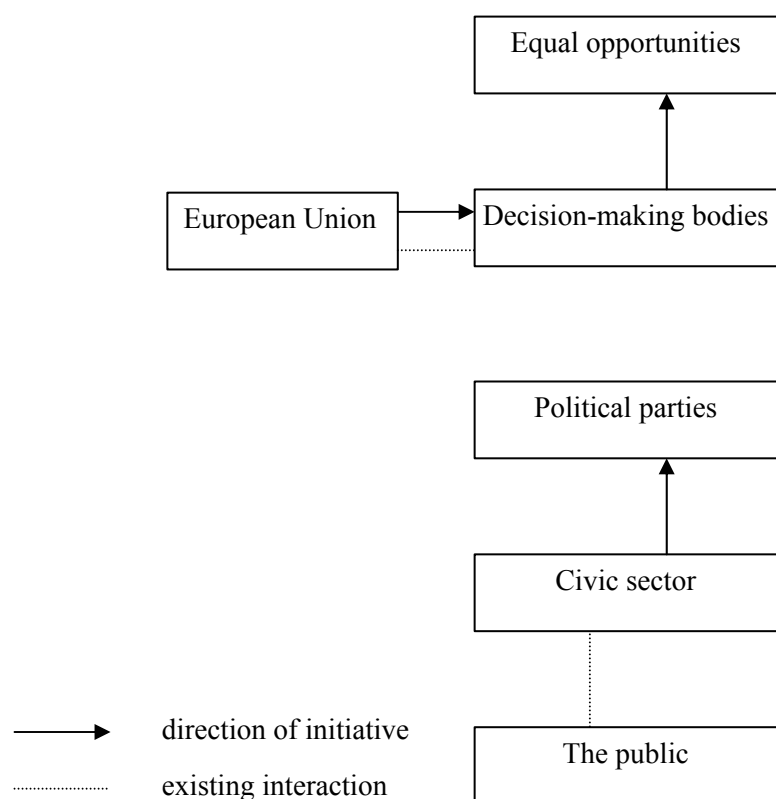 Equal opportunities
European Union
Decision-making bodies
Political parties
Civic sector
direction of initiative
The public
existing interaction